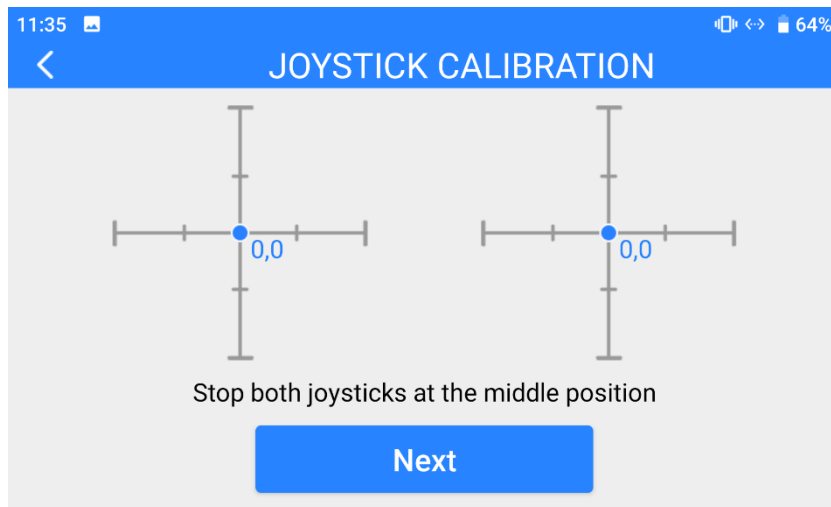 11:35 64%
JOYSTICK CALIBRATION
0,0 0,0
Stop both joysticks at the middle position
Next